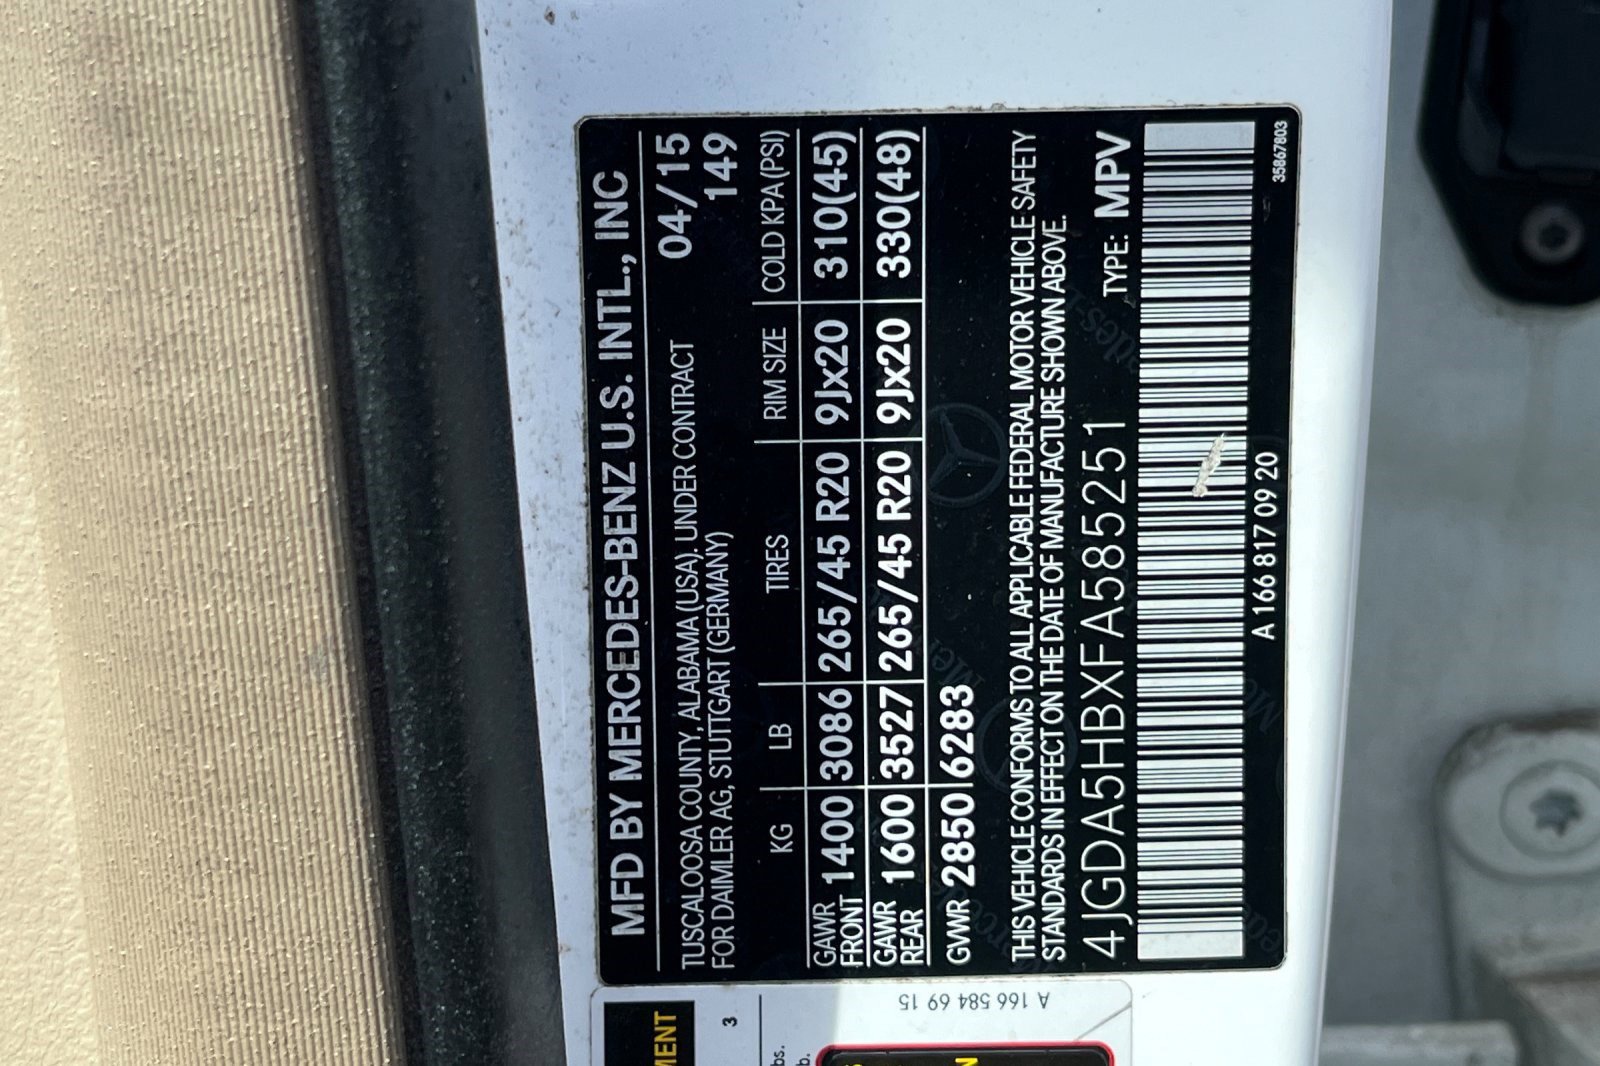 MFD BY MERCEDES-BENZ U.S. INTL., INC
TUSCALOOSA COUNTY, ALABAMA (USA), UNDER CONTRACT 04/15
FOR DAIMLER AG, STUTTGART (GERMANY) 149
KG LB TIRES RIM SIZE COLD KPA(PSI)
GAWR FRONT 1400 3086 265/45 R20 9Jx20 310(45)
GAWR REAR 1600 3527 265/45 R20 9Jx20 330(48)
GWWR 2850 6283
THIS VEHICLE CONFORMS TO ALL APPLICABLE FEDERAL MOTOR VEHICLE SAFETY
STANDARDS IN EFFECT ON THE DATE OF MANUFACTURE SHOWN ABOVE.
4JGDA5HBXFA585251 TYPE: MPV
A 166 817 09 20
35867803
A 166 584 69 15
3